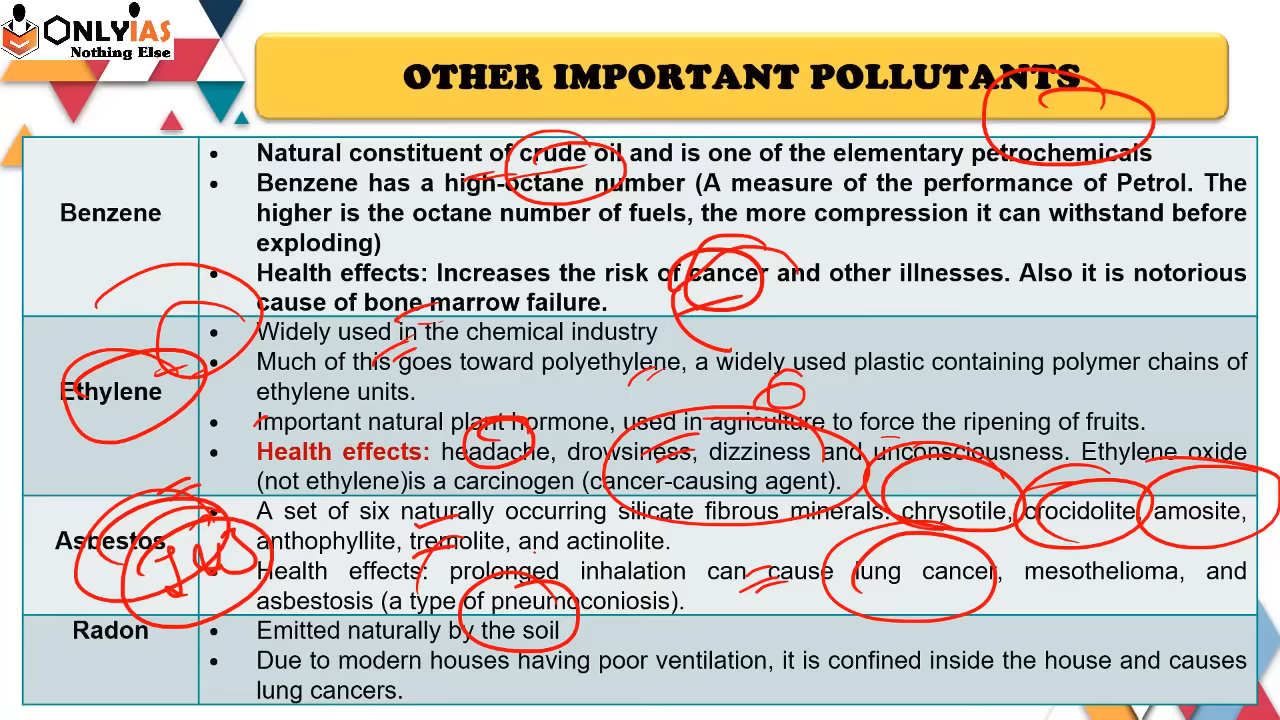 ONLYIAS
Nothing Else
OTHER IMPORTANT POLLUTANTS
Benzene
• Natural constituent of crude oil and is one of the elementary petrochemicals
• Benzene has a high-octane number (A measure of the performance of Petrol. The
higher is the octane number of fuels, the more compression it can withstand before
exploding)
• Health effects: Increases the risk of cancer and other illnesses. Also it is notorious
cause of bone marrow failure.
Ethylene
• Widely used in the chemical industry
• Much of this goes toward polyethylene, a widely used plastic containing polymer chains of
ethylene units.
• Important natural plant hormone, used in agriculture to force the ripening of fruits.
• Health effects: headache, drowsiness, dizziness and unconsciousness. Ethylene oxide
(not ethylene)is a carcinogen (cancer-causing agent).
Asbestos
• A set of six naturally occurring silicate fibrous minerals: chrysotile, crocidolite, amosite,
anthophyllite, tremolite, and actinolite.
• Health effects: prolonged inhalation can cause lung cancer, mesothelioma, and
asbestosis (a type of pneumoconiosis).
Radon
• Emitted naturally by the soil
• Due to modern houses having poor ventilation, it is confined inside the house and causes
lung cancers.